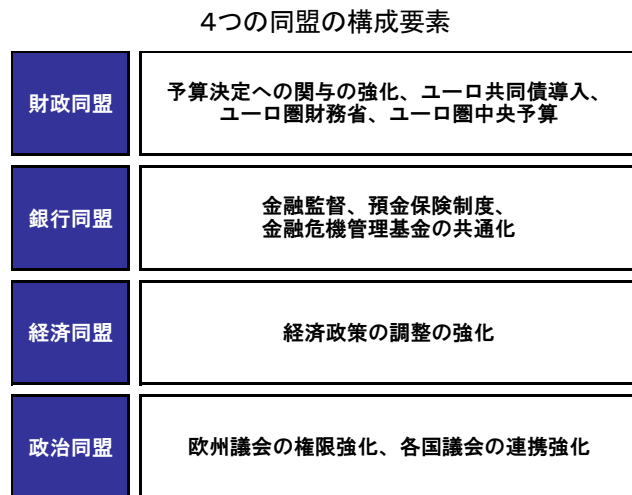 4つの同盟の構成要素
財政同盟
予算決定への関与の強化、ユーロ共同債導入、
ユーロ圏財務省、ユーロ圏中央予算
銀行同盟
金融監督、預金保険制度、
金融危機管理基金の共通化
経済同盟
経済政策の調整の強化
政治同盟
欧州議会の権限強化、各国議会の連携強化